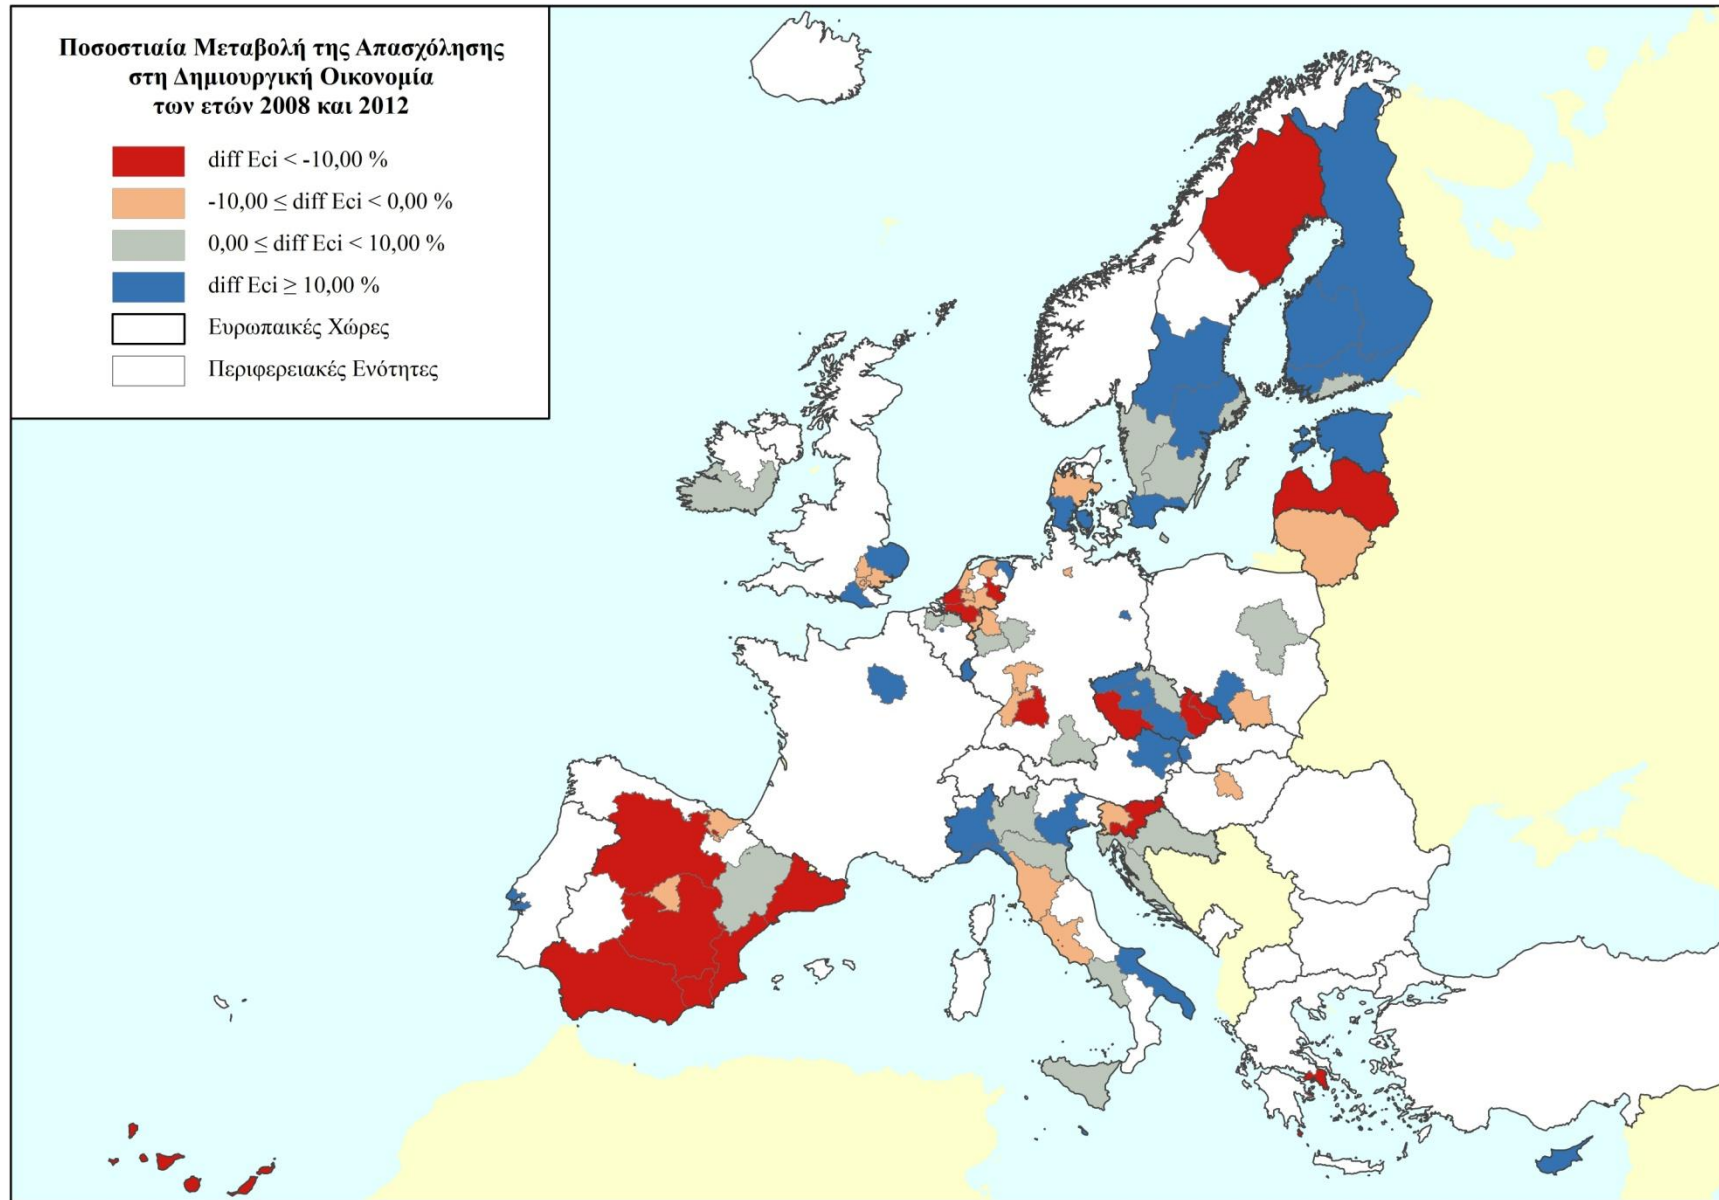 Ποσοστιαία Μεταβολή της Απασχόλησης
στη Δημιουργική Οικονομία
των ετών 2008 και 2012
diff Eci < -10,00 %
-10,00 ≤ diff Eci < 0,00 %
0,00 ≤ diff Eci < 10,00 %
diff Eci ≥ 10,00 %
Ευρωπαικές Χώρες
Περιφερειακές Ενότητες